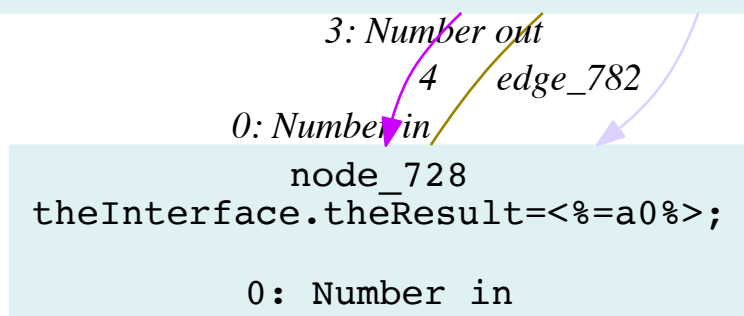 3: Number out
4 edge_782
0: Number in
node_728
theInterface.theResult=<%=a0%>;
0: Number in